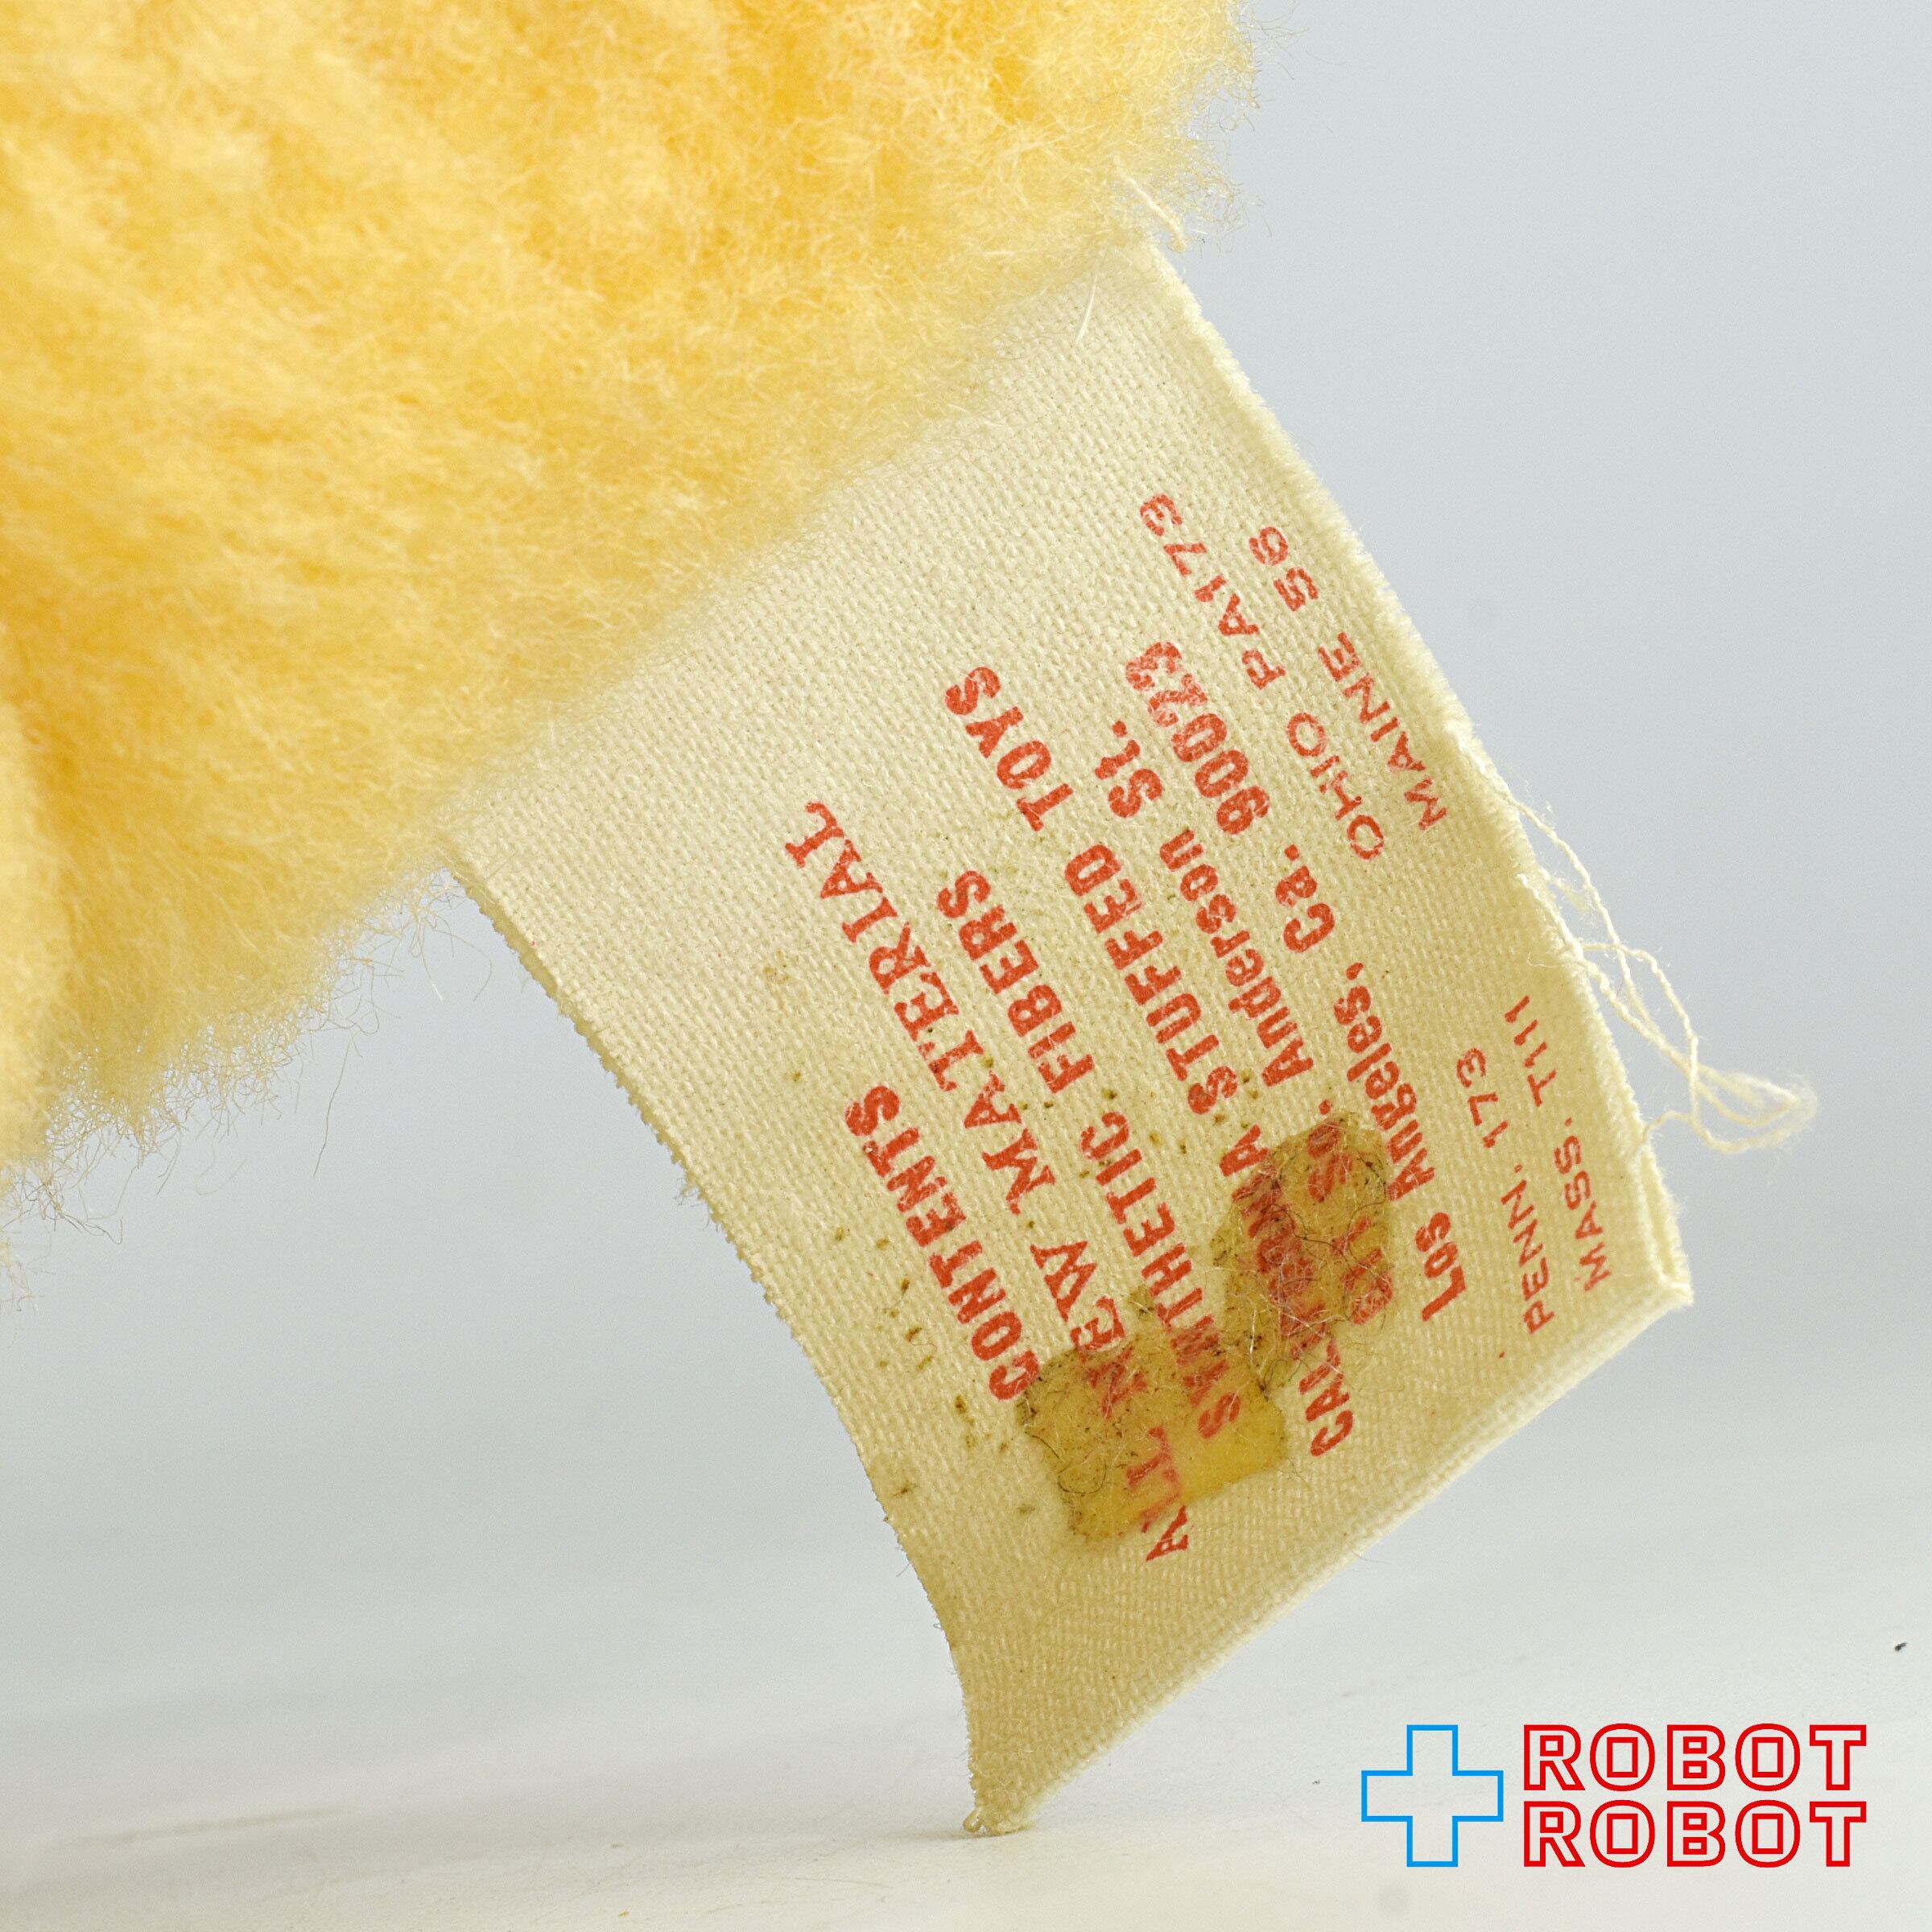 CONTENTS
ALL NEW MATERIAL
SYNTHETIC FIBERS
CALIFORNIA STUFFED TOYS
So. Anderson St.
Los Angeles, Ca. 90023
PENN. 173 OHIO PA173
MASS. T111 MAINE 56
ROBOT
ROBOT